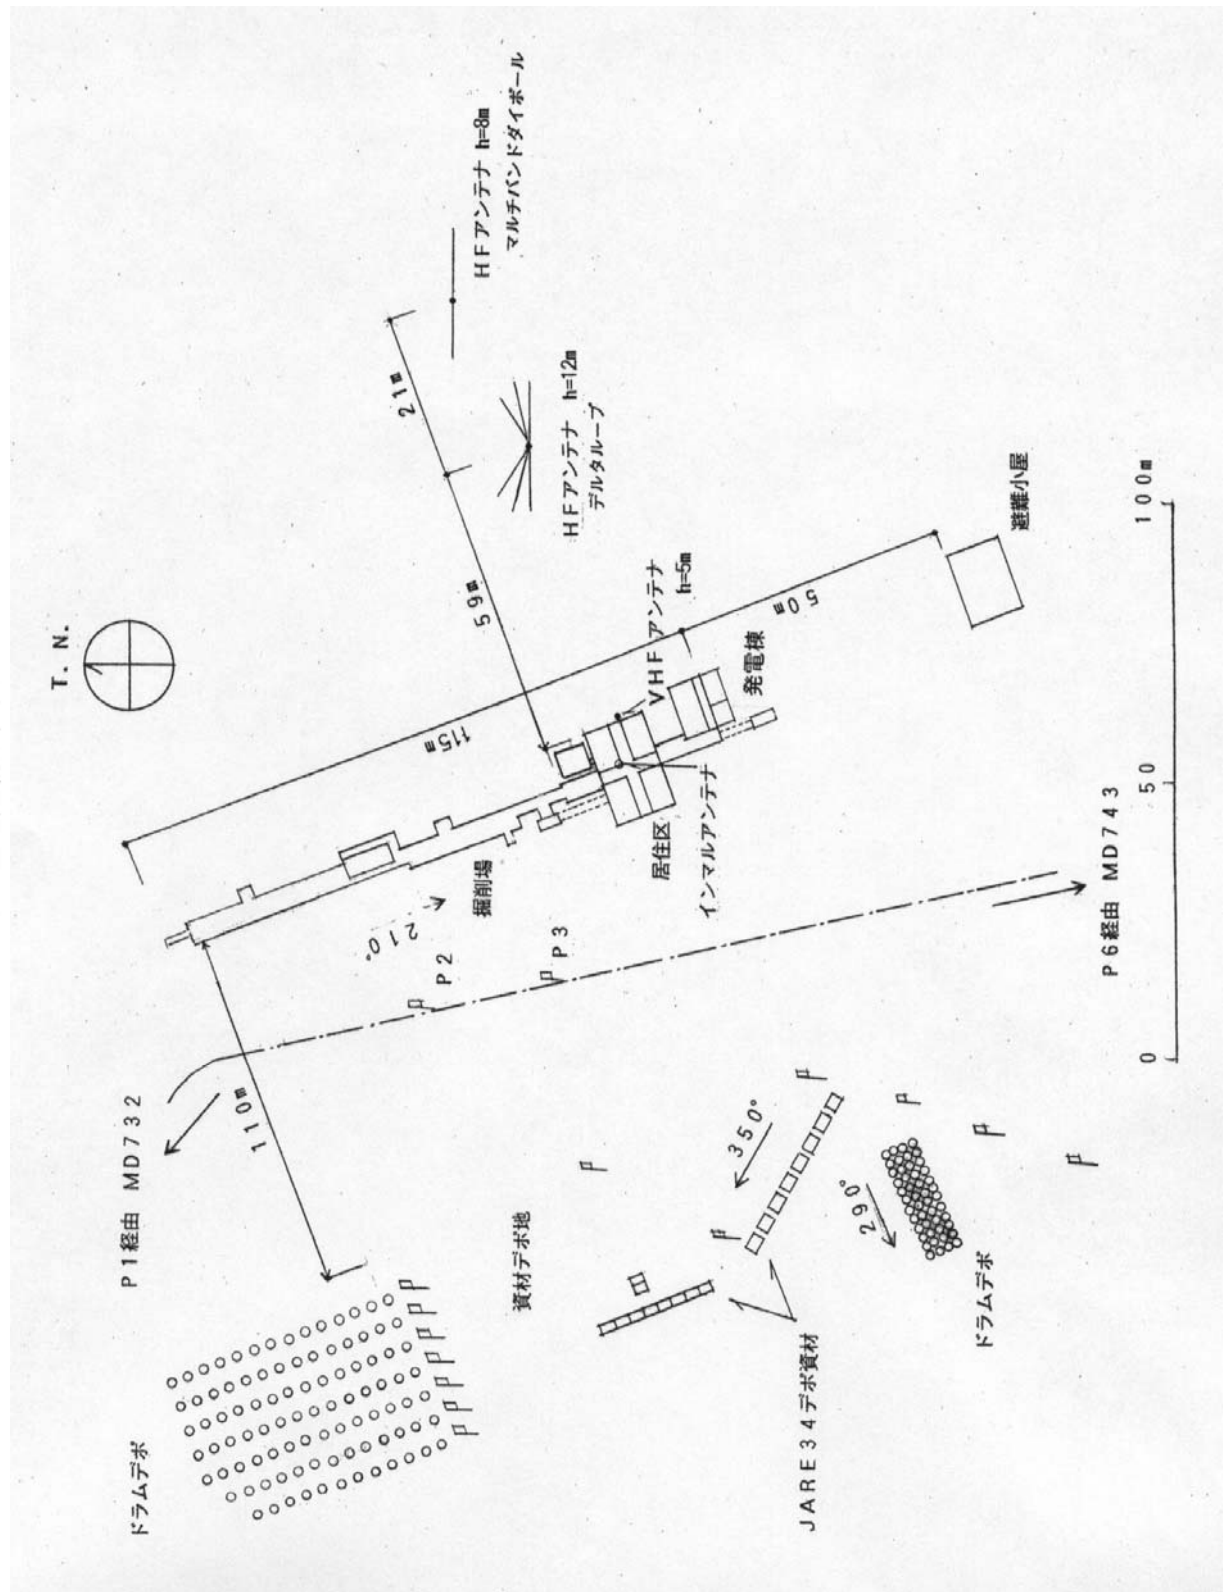 T. N.
HFアンテナ h=8m
マルチバンドダイポール
21m
HFアンテナ h=12m
デルタループ
59m
VHFアンテナ
h=5m
50m
避難小屋
115m
発電棟
居住区
インマルアンテナ
掘削場
210°
P2
P3
P1経由 MD732
110m
P6経由 MD743
0
50
100m
資材デポ地
350°
290°
ドラムデポ
JARE34デポ資材
ドラムデポ